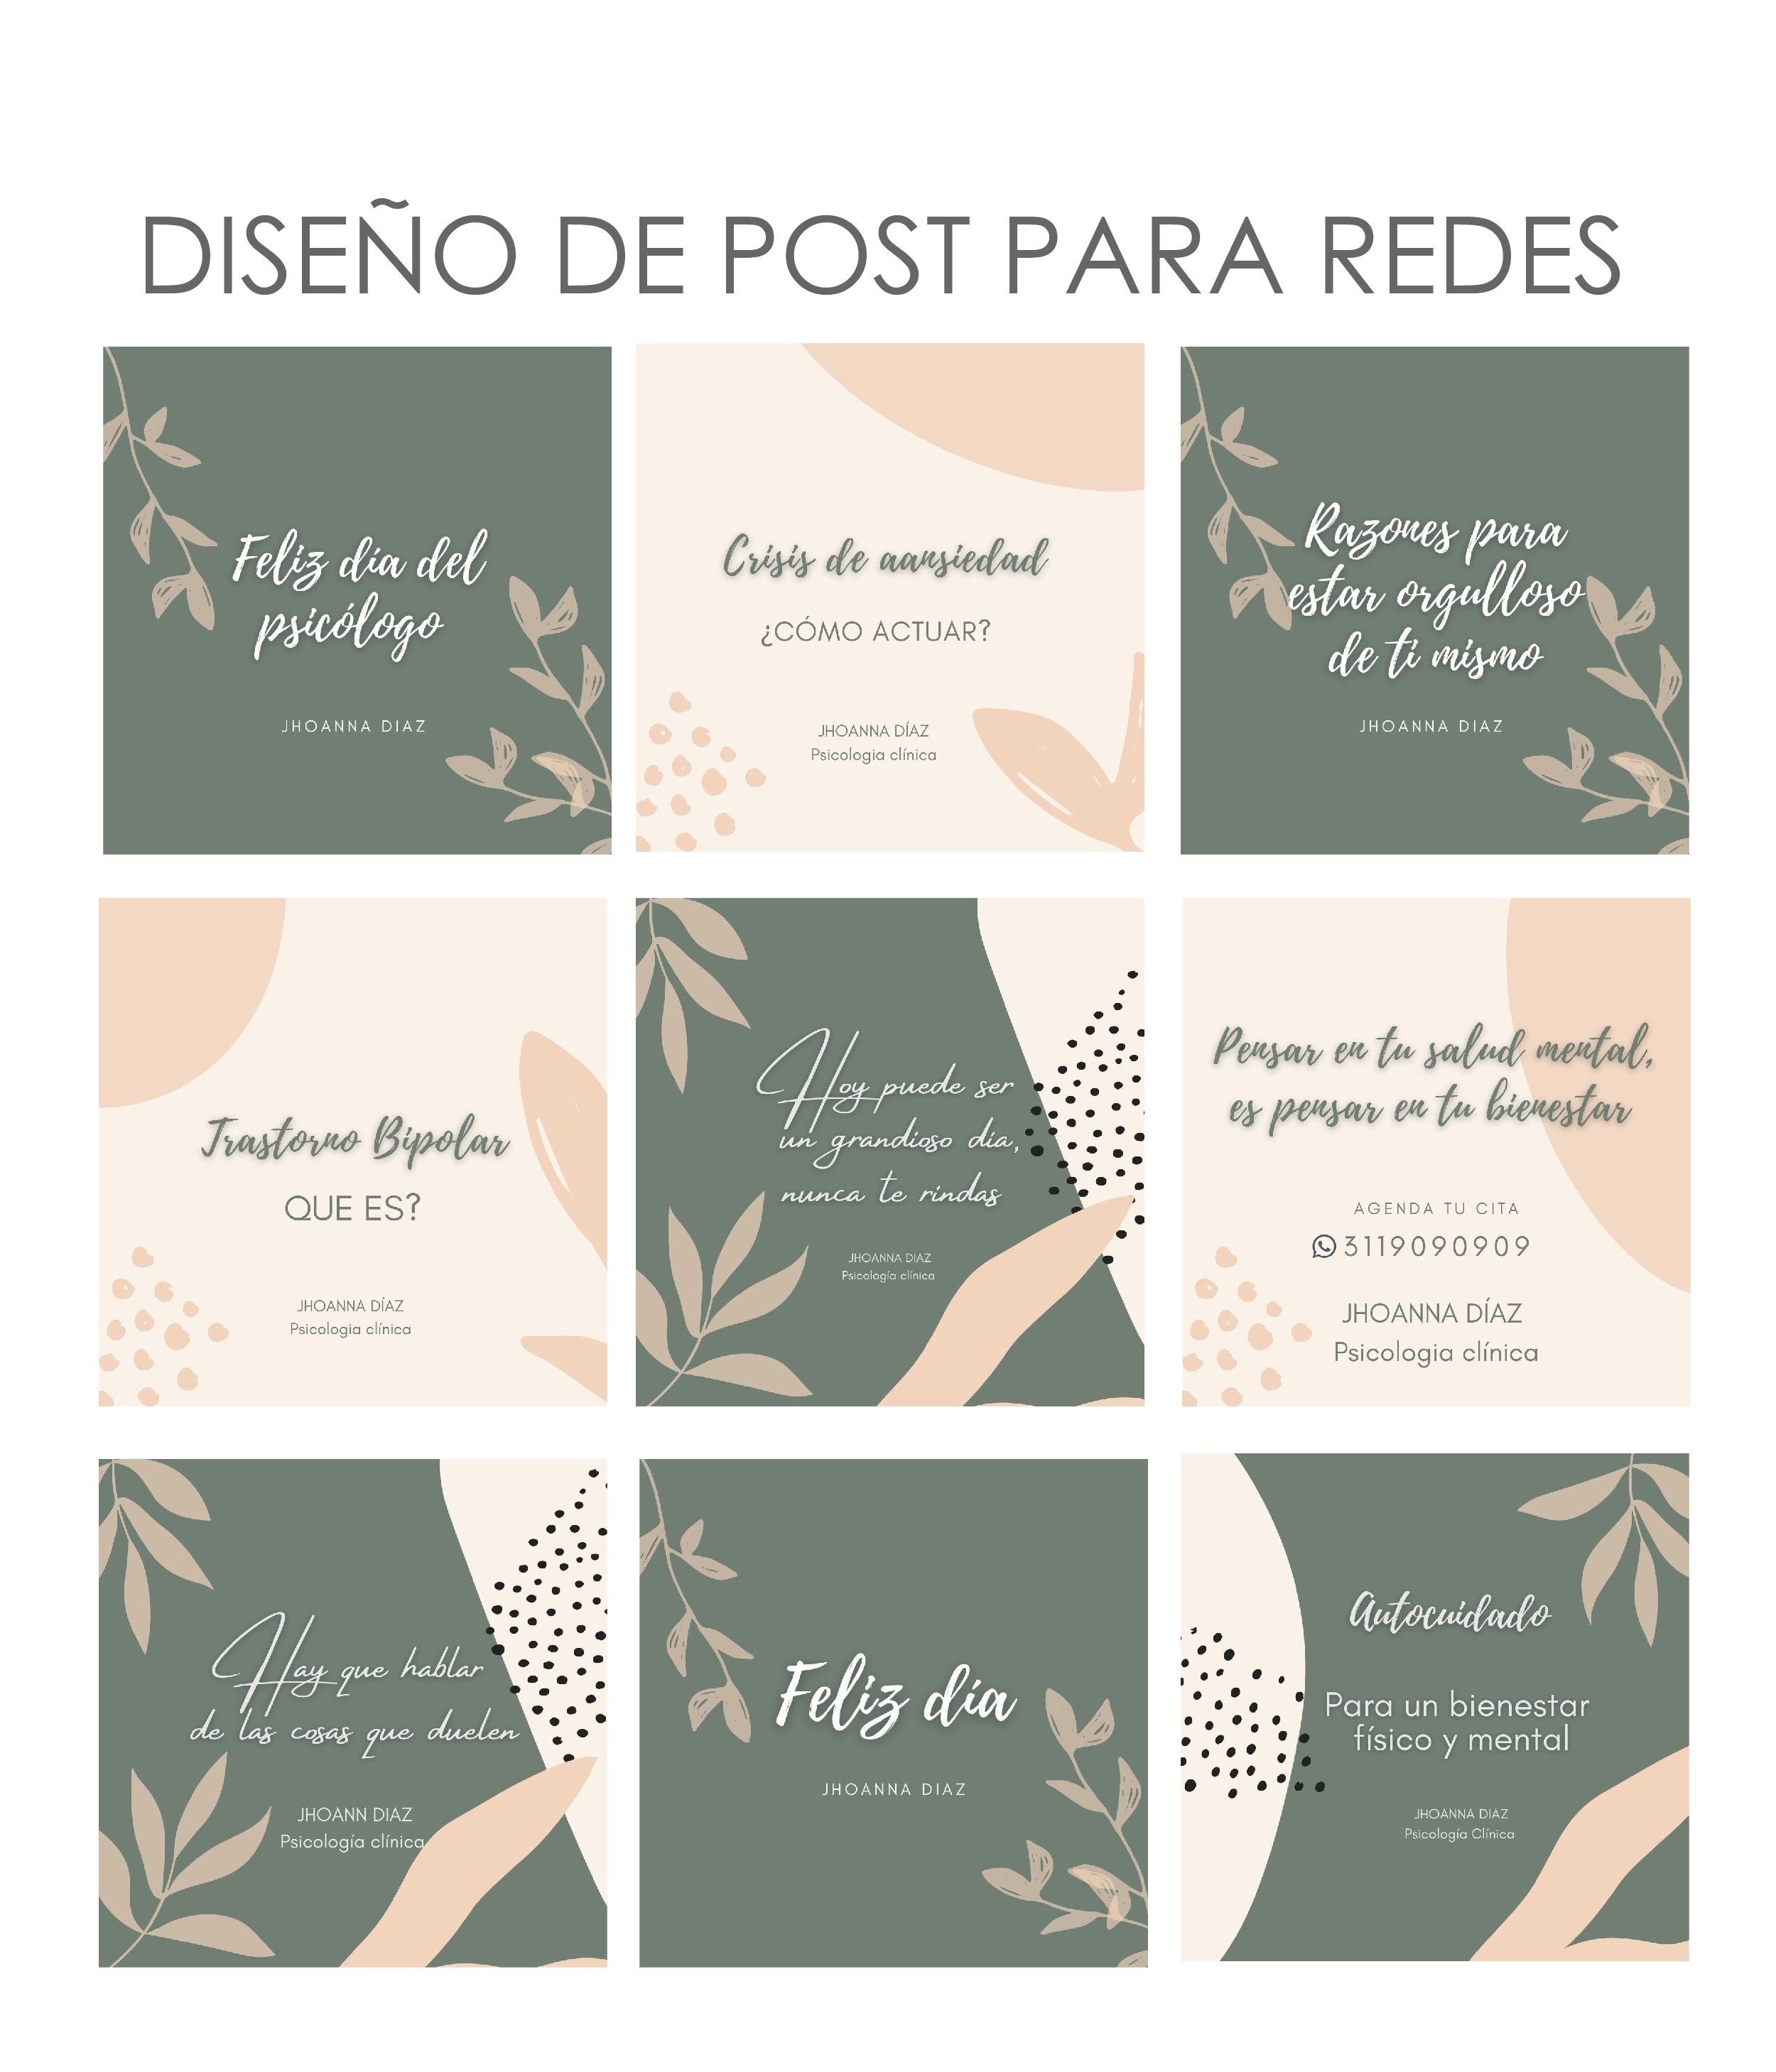 DISEÑO DE POST PARA REDES
Feliz día del
psicólogo
JHOANNA DIAZ
Crisis de aansiedad
¿CÓMO ACTUAR?
JHOANNA DÍAZ
Psicologia clínica
Razones para
estar orgulloso
de ti mismo
JHOANNA DIAZ
Trastorno Bipolar
QUE ES?
JHOANNA DÍAZ
Psicologia clínica
Hoy puede ser
un grandioso día,
nunca te rindas
JHOANNA DIAZ
Psicología clínica
Pensar en tu salud mental,
es pensar en tu bienestar
AGENDA TU CITA
3119090909
JHOANNA DÍAZ
Psicologia clínica
Hay que hablar
de las cosas que duelen
JHOANN DIAZ
Psicología clínica
Feliz día
JHOANNA DIAZ
Autocuidado
Para un bienestar
físico y mental
JHOANNA DIAZ
Psicología Clínica